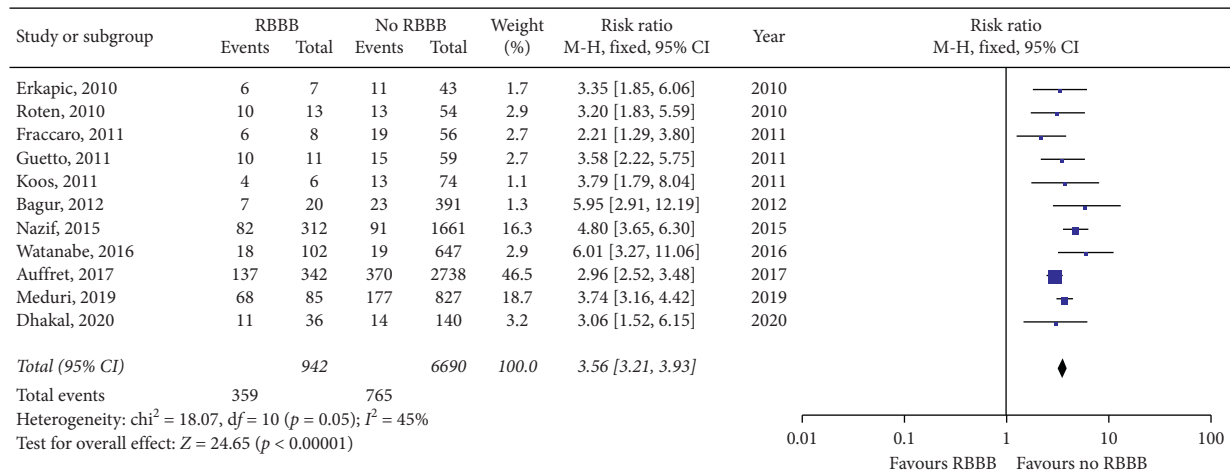 Study or subgroup RBBB No RBBB Weight (%) Risk ratio M-H, fixed, 95% CI Year Risk ratio M-H, fixed, 95% CI
Events Total Events Total
Erkapic, 2010 6 7 11 43 1.7 3.35 [1.85, 6.06] 2010
Roten, 2010 10 13 13 54 2.9 3.20 [1.83, 5.59] 2010
Fraccaro, 2011 6 8 19 56 2.7 2.21 [1.29, 3.80] 2011
Guetto, 2011 10 11 15 59 2.7 3.58 [2.22, 5.75] 2011
Koos, 2011 4 6 13 74 1.1 3.79 [1.79, 8.04] 2011
Bagur, 2012 7 20 23 391 1.3 5.95 [2.91, 12.19] 2012
Nazif, 2015 82 312 91 1661 16.3 4.80 [3.65, 6.30] 2015
Watanabe, 2016 18 102 19 647 2.9 6.01 [3.27, 11.06] 2016
Auffret, 2017 137 342 370 2738 46.5 2.96 [2.52, 3.48] 2017
Meduri, 2019 68 85 177 827 18.7 3.74 [3.16, 4.42] 2019
Dhakal, 2020 11 36 14 140 3.2 3.06 [1.52, 6.15] 2020
Total (95% CI) 942 6690 100.0 3.56 [3.21, 3.93]
Total events 359 765
Heterogeneity: chi² = 18.07, df = 10 (p = 0.05); I² = 45%
Test for overall effect: Z = 24.65 (p < 0.00001)
0.01 0.1 1 10 100
Favours RBBB Favours no RBBB